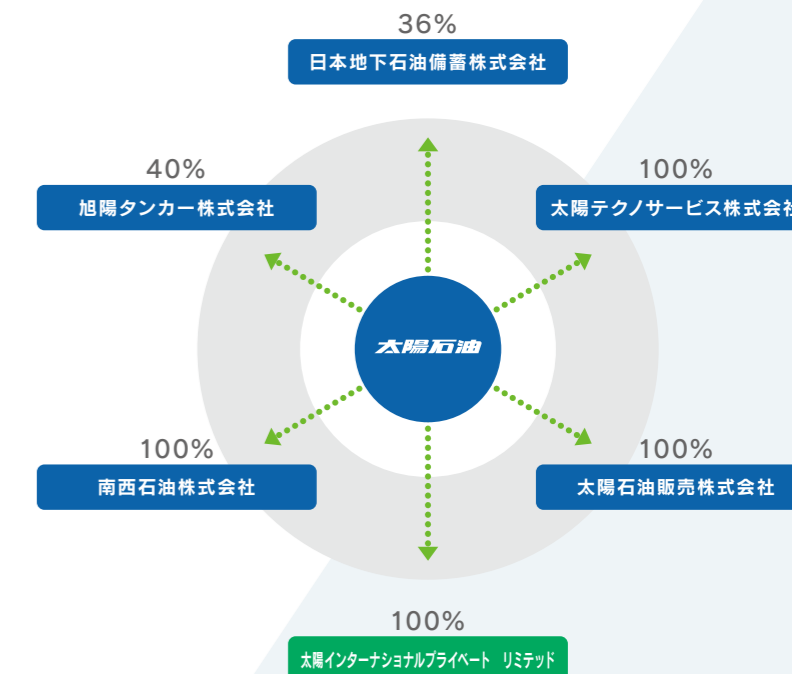 36%
日本地下石油備蓄株式会社
40%
旭陽タンカー株式会社
100%
太陽テクノサービス株式会社
太陽石油
100%
南西石油株式会社
100%
太陽石油販売株式会社
100%
太陽インターナショナルプライベート リミテッド